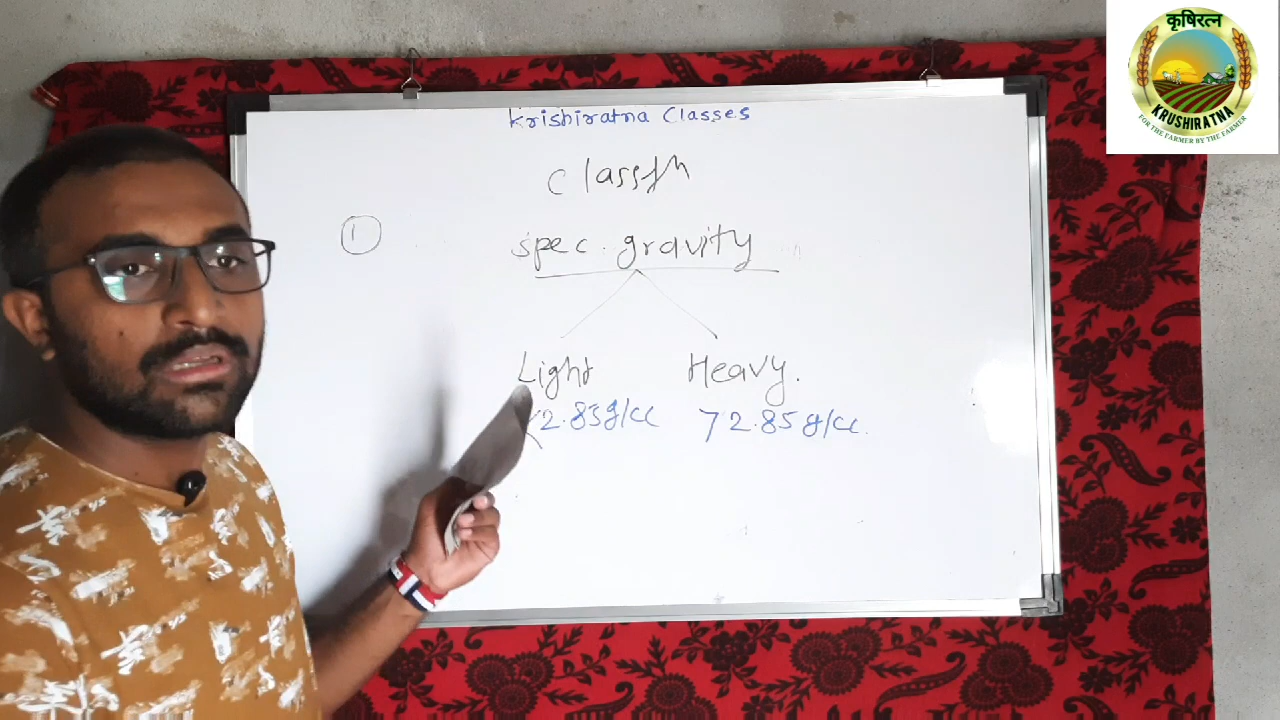 कृषिरत्न
KRUSHIRATNA
FOR THE FARMER BY THE FARMER
Krishiratna Classes
Classfn
1
spec. gravity
Light Heavy.
<2.85g/cc >2.85 g/cc.